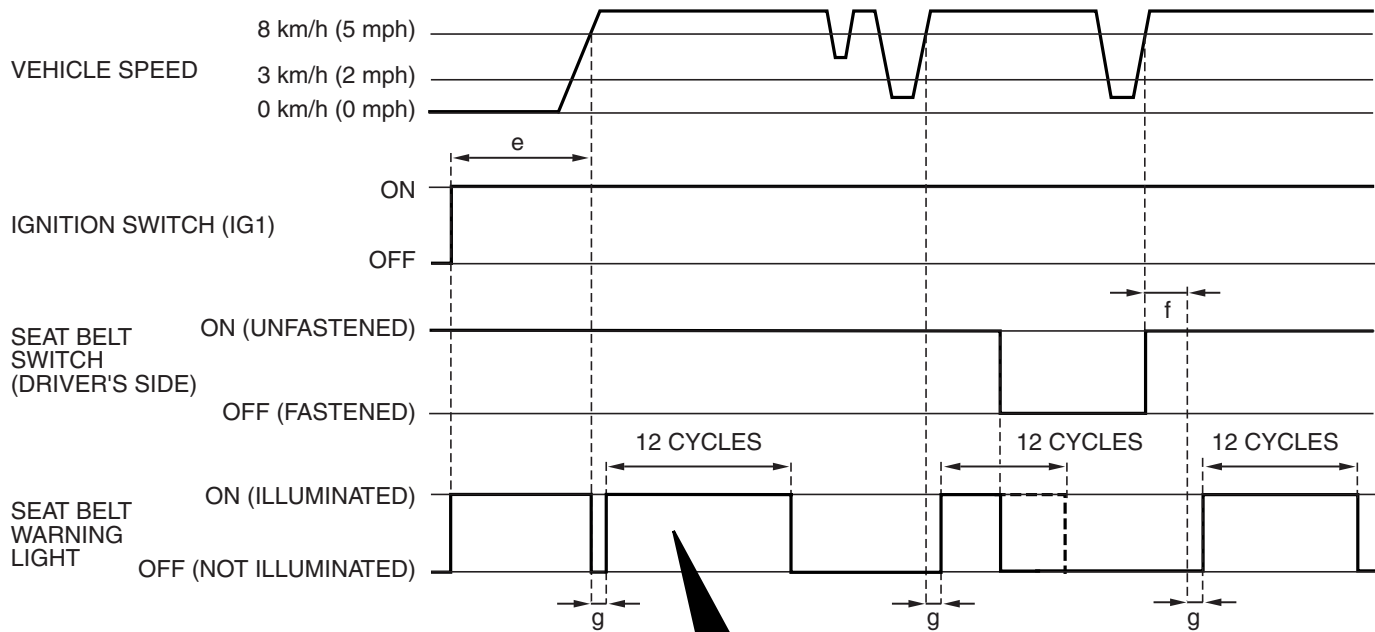 8 km/h (5 mph)
VEHICLE SPEED
3 km/h (2 mph)
0 km/h (0 mph)
e
ON
IGNITION SWITCH (IG1)
OFF
f
ON (UNFASTENED)
SEAT BELT
SWITCH
(DRIVER'S SIDE)
OFF (FASTENED)
12 CYCLES
12 CYCLES
12 CYCLES
ON (ILLUMINATED)
SEAT BELT
WARNING
LIGHT
OFF (NOT ILLUMINATED)
g
g
g